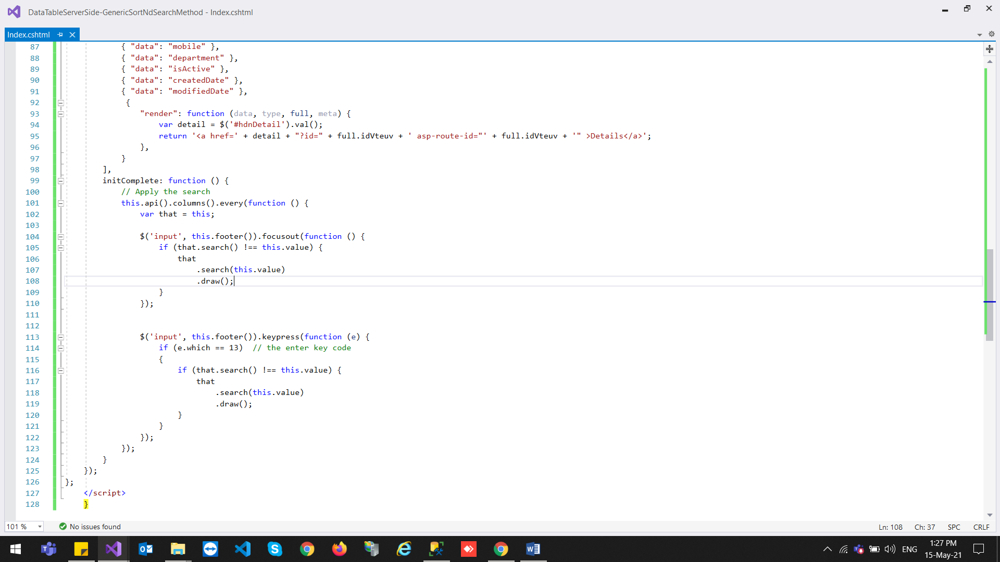 DataTableServerSide-GenericSortNdSearchMethod - Index.cshtml
Index.cshtml
87 { "data": "mobile" },
88 { "data": "department" },
89 { "data": "isActive" },
90 { "data": "createdDate" },
91 { "data": "modifiedDate" },
92 {
93 "render": function (data, type, full, meta) {
94 var detail = $('#hdnDetail').val();
95 return '<a href=' + detail + "?id=" + full.idVteuv + ' asp-route-id="' + full.idVteuv + '" >Details</a>';
96 },
97 }
98 ],
99 initComplete: function () {
100 // Apply the search
101 this.api().columns().every(function () {
102 var that = this;
103
104 $('input', this.footer()).focusout(function () {
105 if (that.search() !== this.value) {
106 that
107 .search(this.value)
108 .draw();
109 }
110 });
111
112
113 $('input', this.footer()).keypress(function (e) {
114 if (e.which == 13)  // the enter key code
115 {
116 if (that.search() !== this.value) {
117 that
118 .search(this.value)
119 .draw();
120 }
121 }
122 });
123 });
124 }
125 });
126 };
127 </script>
128 }
101 % No issues found Ln: 108 Ch: 37 SPC CRLF
ENG 1:27 PM
15-May-21